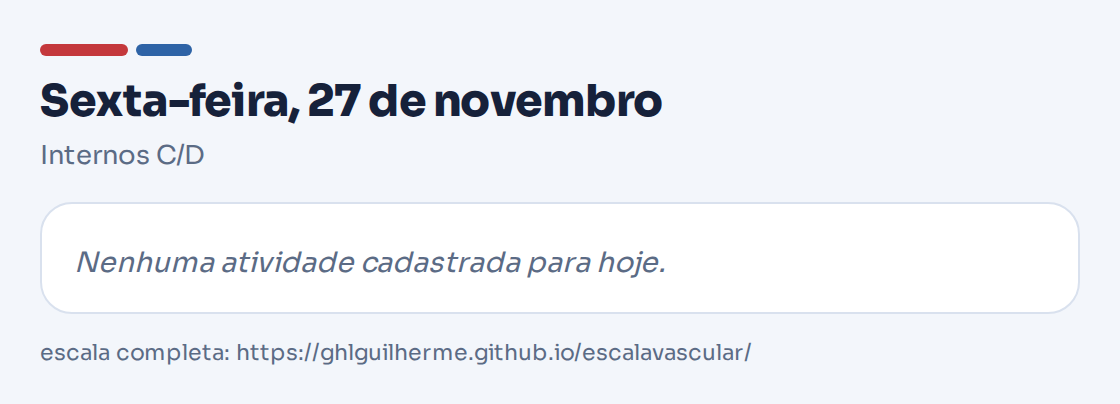 Sexta-feira, 27 de novembro
Internos C/D
Nenhuma atividade cadastrada para hoje.
escala completa: https://ghlguilherme.github.io/escalavascular/